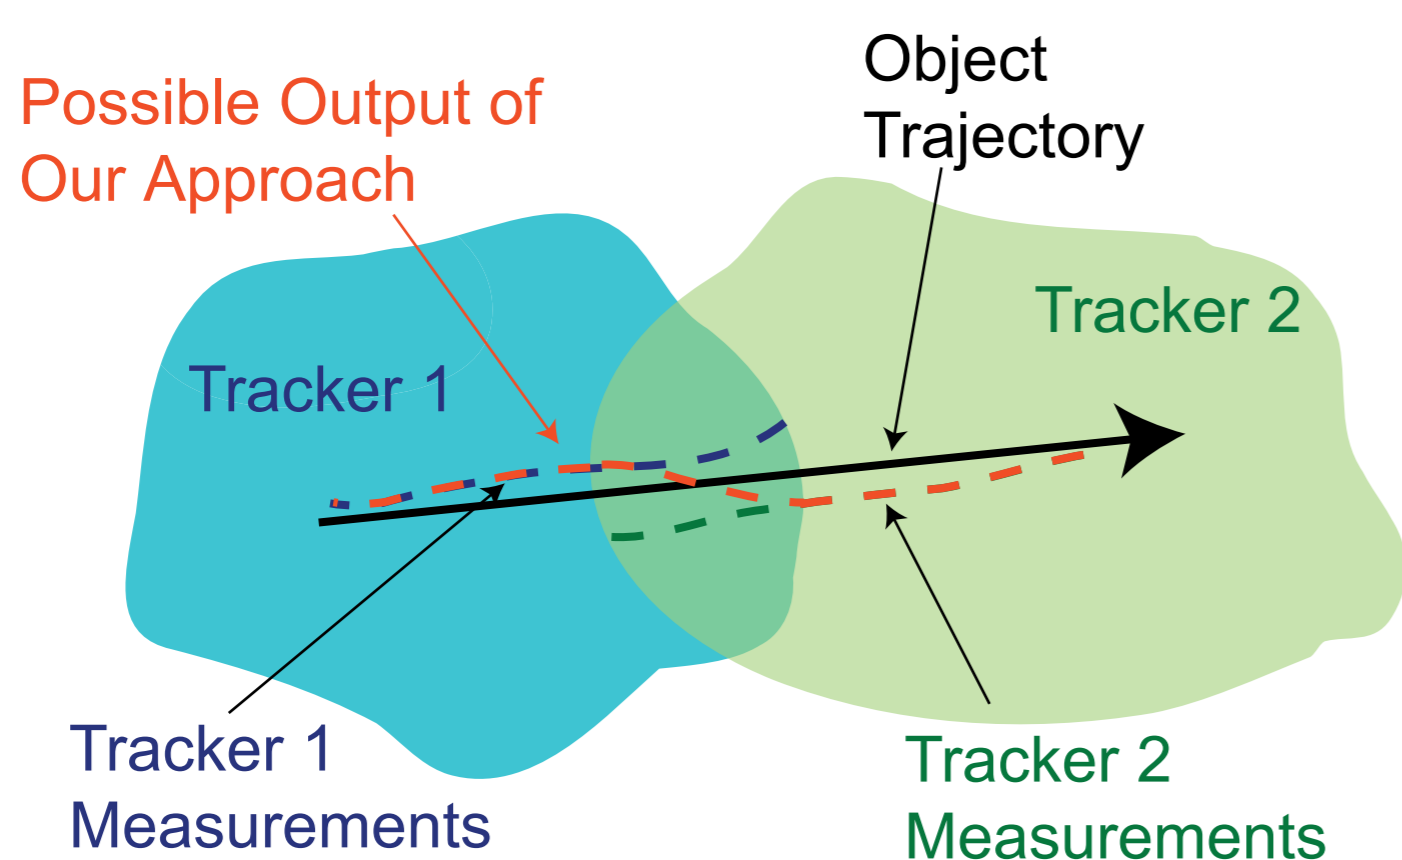 Possible Output of
Our Approach
Object
Trajectory
Tracker 2
Tracker 1
Tracker 1
Measurements
Tracker 2
Measurements